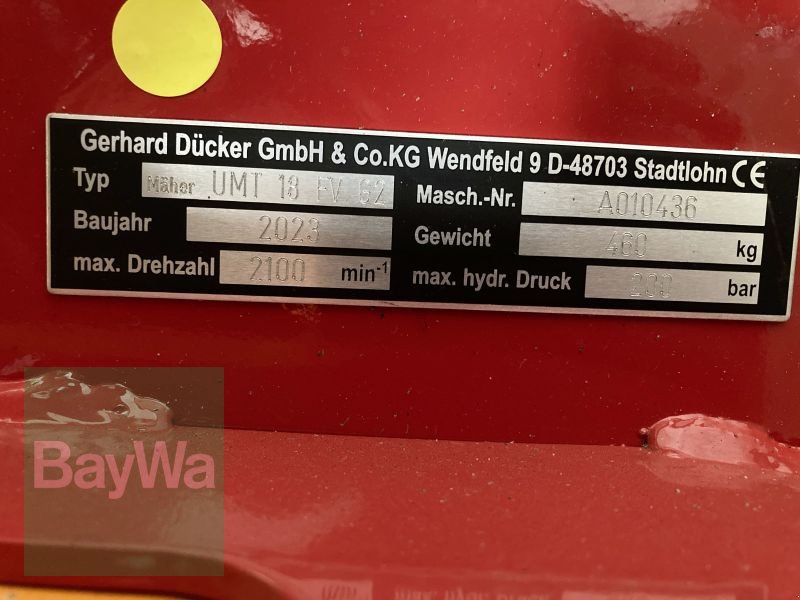 Gerhard Dücker GmbH & Co.KG Wendfeld 9 D-48703 Stadtlohn CE
Typ Mäher UMT 18 FV G2 Masch.-Nr. A010436
Baujahr 2023 Gewicht 460 kg
max. Drehzahl 2100 min-1 max. hydr. Druck 200 bar
BayWa